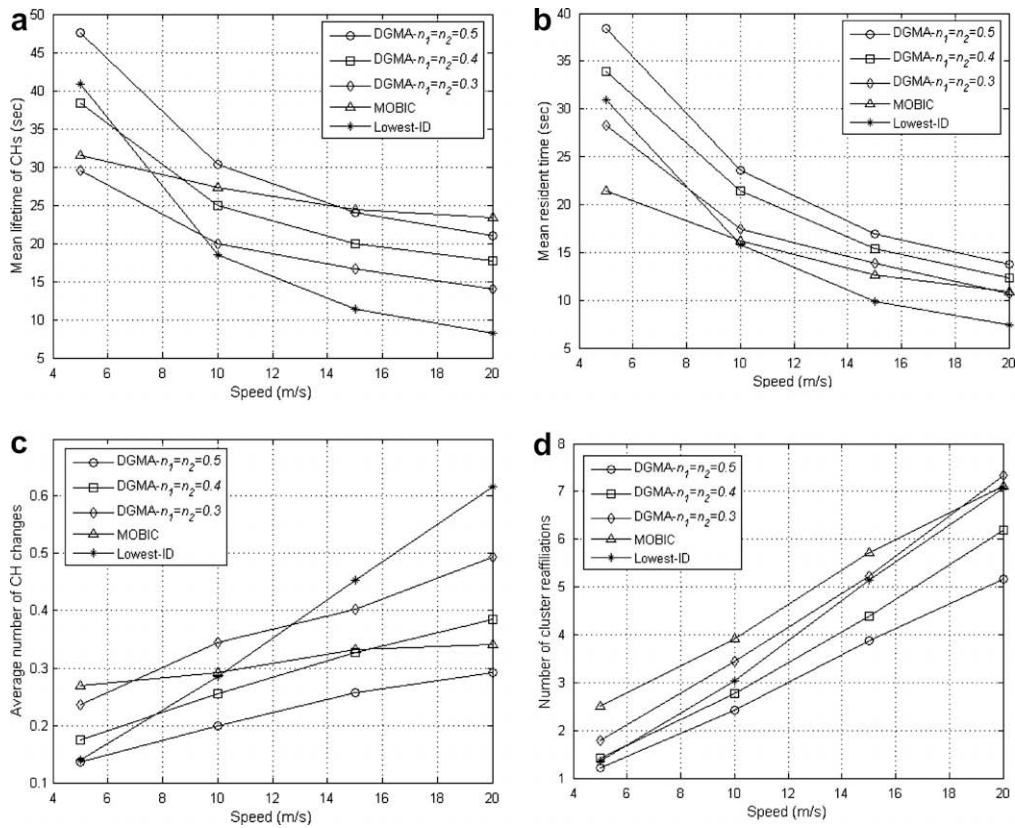 a
50
45
40
35
30
25
20
15
10
5
4 6 8 10 12 14 16 18 20
Mean lifetime of CHs (sec)
Speed (m/s)
DGMA-n1=n2=0.5
DGMA-n1=n2=0.4
DGMA-n1=n2=0.3
MOBIC
Lowest-ID
b
40
35
30
25
20
15
10
5
4 6 8 10 12 14 16 18 20
Mean resident time (sec)
Speed (m/s)
DGMA-n1=n2=0.5
DGMA-n1=n2=0.4
DGMA-n1=n2=0.3
MOBIC
Lowest-ID
c
0.6
0.5
0.4
0.3
0.2
0.1
4 6 8 10 12 14 16 18 20
Average number of CH changes
Speed (m/s)
DGMA-n1=n2=0.5
DGMA-n1=n2=0.4
DGMA-n1=n2=0.3
MOBIC
Lowest-ID
d
8
7
6
5
4
3
2
1
4 6 8 10 12 14 16 18 20
Number of cluster reaffiliations
Speed (m/s)
DGMA-n1=n2=0.5
DGMA-n1=n2=0.4
DGMA-n1=n2=0.3
MOBIC
Lowest-ID